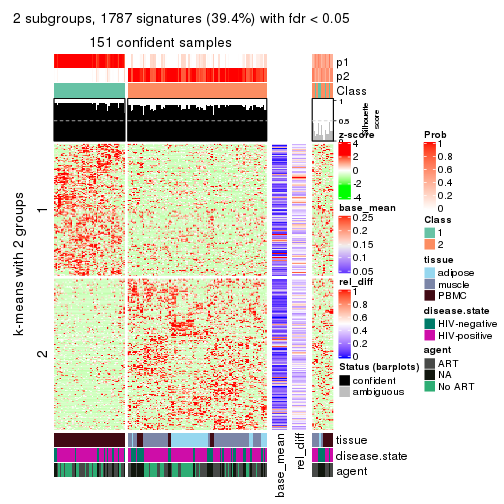 2 subgroups, 1787 signatures (39.4%) with fdr < 0.05
151 confident samples
p1
p2
Class
1
0.5
0
Silhouette
score
k-means with 2 groups
1
2
z-score
4
2
0
-2
-4
base_mean
0.25
0.2
0.15
0.1
0.05
rel_diff
1
0.8
0.6
0.4
0.2
0
Status (barplots)
confident
ambiguous
Prob
1
0.8
0.6
0.4
0.2
0
Class
1
2
tissue
adipose
muscle
PBMC
disease.state
HIV-negative
HIV-positive
agent
ART
NA
No ART
tissue
disease.state
agent
base_mean
rel_diff